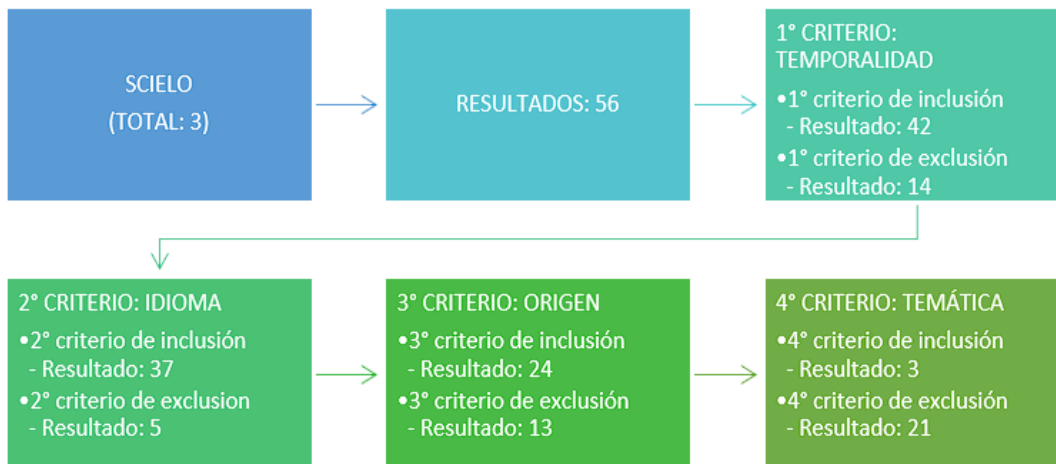 SCIELO
(TOTAL: 3)
RESULTADOS: 56
1° CRITERIO:
TEMPORALIDAD
•1° criterio de inclusión
- Resultado: 42
•1° criterio de exclusión
- Resultado: 14
2° CRITERIO: IDIOMA
•2° criterio de inclusión
- Resultado: 37
•2° criterio de exclusion
- Resultado: 5
3° CRITERIO: ORIGEN
•3° criterio de inclusión
- Resultado: 24
•3° criterio de exclusión
- Resultado: 13
4° CRITERIO: TEMÁTICA
•4° criterio de inclusión
- Resultado: 3
•4° criterio de exclusión
- Resultado: 21